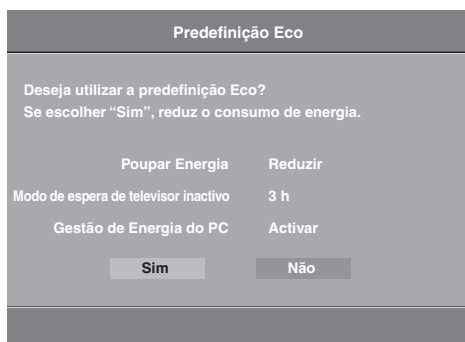 Predefinição Eco
Deseja utilizar a predefinição Eco?
Se escolher “Sim”, reduz o consumo de energia.
Poupar Energia Reduzir
Modo de espera de televisor inactivo 3 h
Gestão de Energia do PC Activar
Sim Não